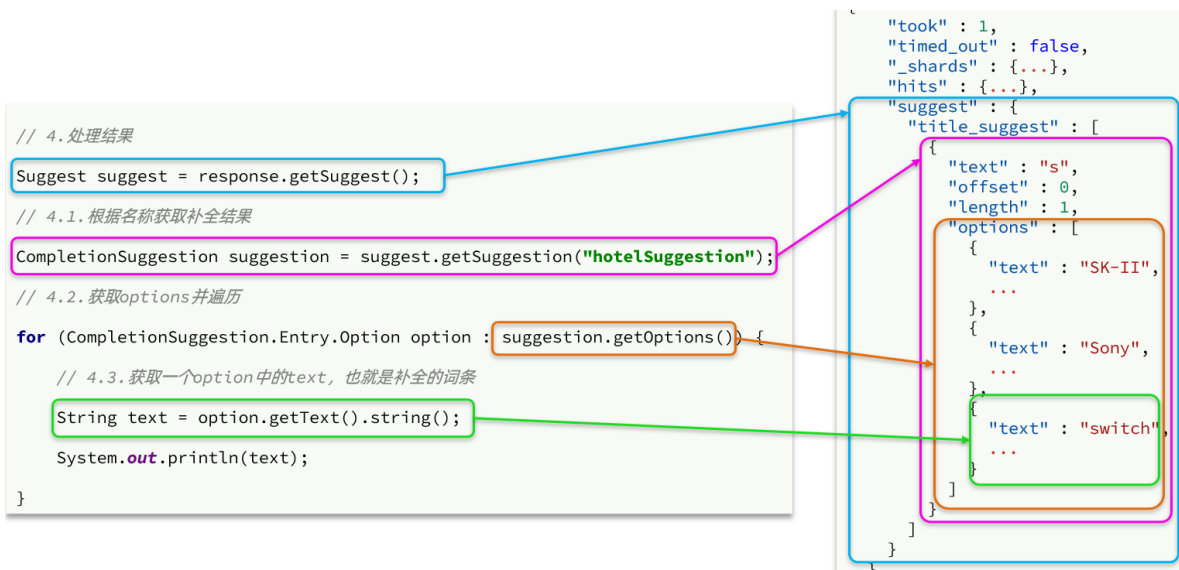 // 4.处理结果
Suggest suggest = response.getSuggest();
// 4.1.根据名称获取补全结果
CompletionSuggestion suggestion = suggest.getSuggestion("hotelSuggestion");
// 4.2.获取options并遍历
for (CompletionSuggestion.Entry.Option option : suggestion.getOptions()) {
// 4.3.获取一个option中的text，也就是补全的词条
String text = option.getText().string();
System.out.println(text);
}
{
"took" : 1,
"timed_out" : false,
"_shards" : {...},
"hits" : {...},
"suggest" : {
"title_suggest" : [
{
"text" : "s",
"offset" : 0,
"length" : 1,
"options" : [
{
"text" : "SK-II",
...
},
{
"text" : "Sony",
...
},
{
"text" : "switch",
...
}
]
}
]
}
}